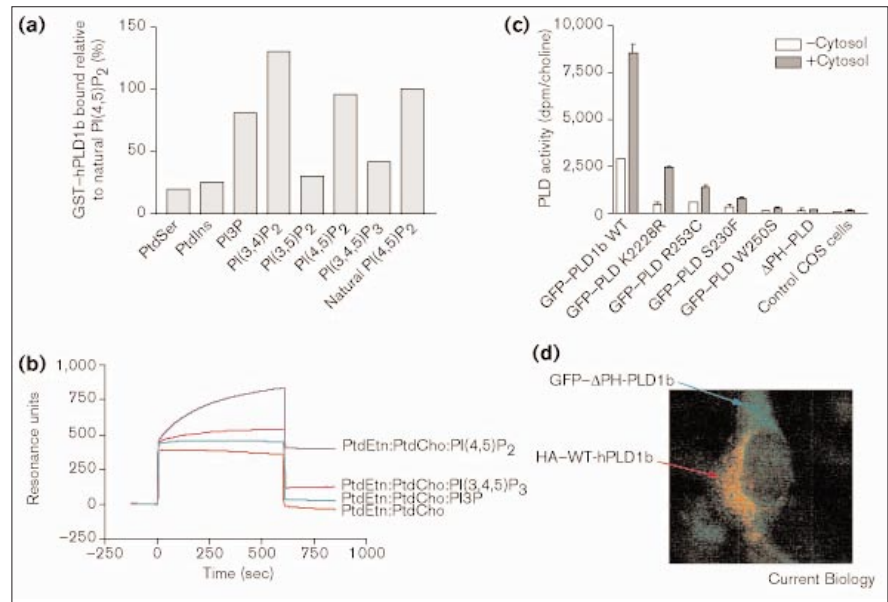 (a)
GST–hPLD1b bound relative
to natural PI(4,5)P2 (%)
150
100
50
0
PtdSer
PtdIns
PI3P
PI(3,4)P2
PI(3,5)P2
PI(4,5)P2
PI(3,4,5)P3
Natural PI(4,5)P2
(c)
PLD activity (dpm/choline)
10,000
7,500
5,000
2,500
0
–Cytosol
+Cytosol
GFP–PLD1b WT
GFP–PLD K2228R
GFP–PLD R253C
GFP–PLD S230F
GFP–PLD W250S
ΔPH–PLD
Control COS cells
(b)
Resonance units
1,000
750
500
250
0
–250
–250
0
250
500
750
1000
Time (sec)
PtdEtn:PtdCho:PI(4,5)P2
PtdEtn:PtdCho:PI(3,4,5)P3
PtdEtn:PtdCho:PI3P
PtdEtn:PtdCho
(d)
GFP–ΔPH-PLD1b
HA–WT-hPLD1b
Current Biology